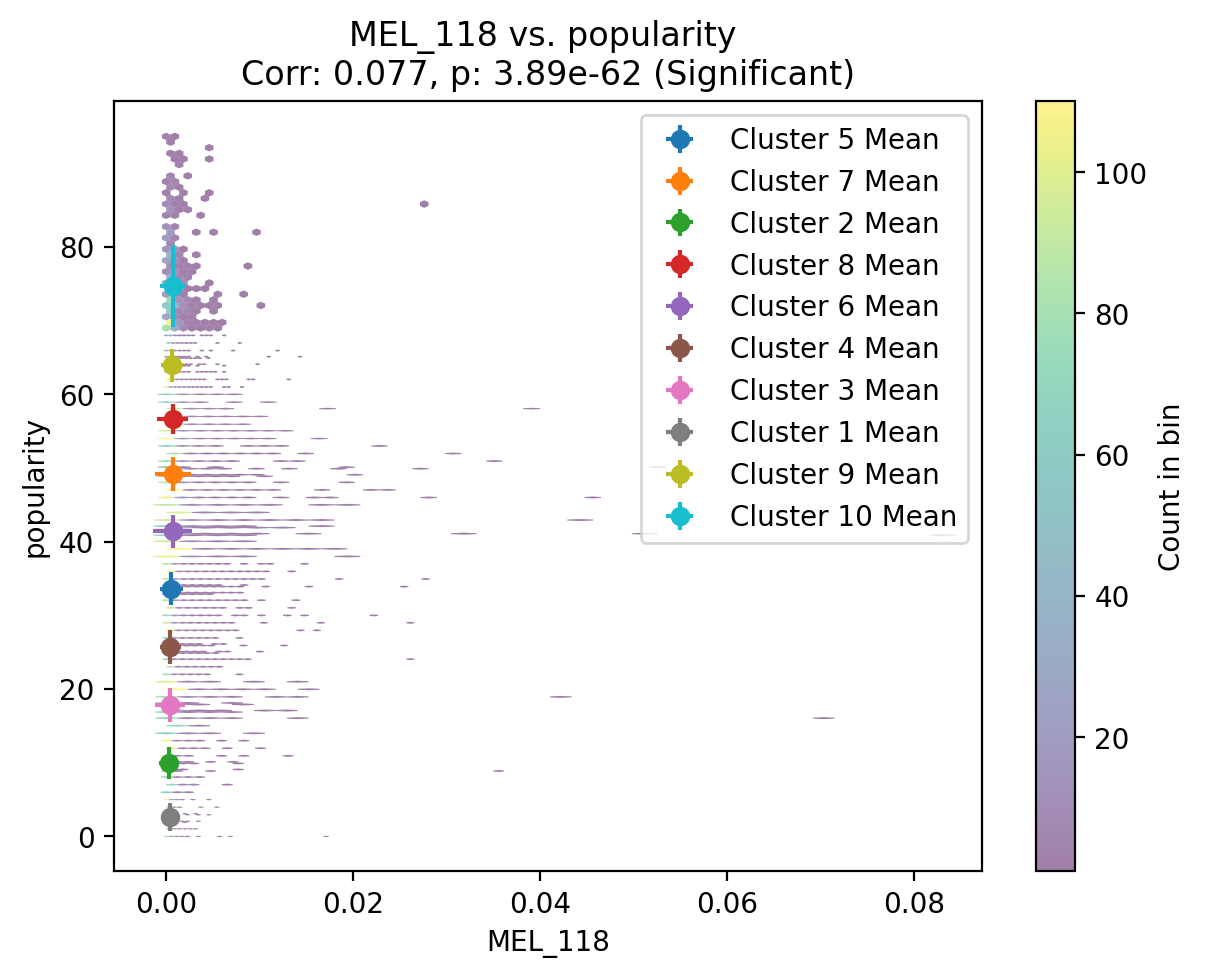 MEL_118 vs. popularity
Corr: 0.077, p: 3.89e-62 (Significant)
Cluster 5 Mean
Cluster 7 Mean
Cluster 2 Mean
Cluster 8 Mean
Cluster 6 Mean
Cluster 4 Mean
Cluster 3 Mean
Cluster 1 Mean
Cluster 9 Mean
Cluster 10 Mean
popularity
80
60
40
20
0
0.00
0.02
0.04
0.06
0.08
MEL_118
100
80
60
40
20
Count in bin